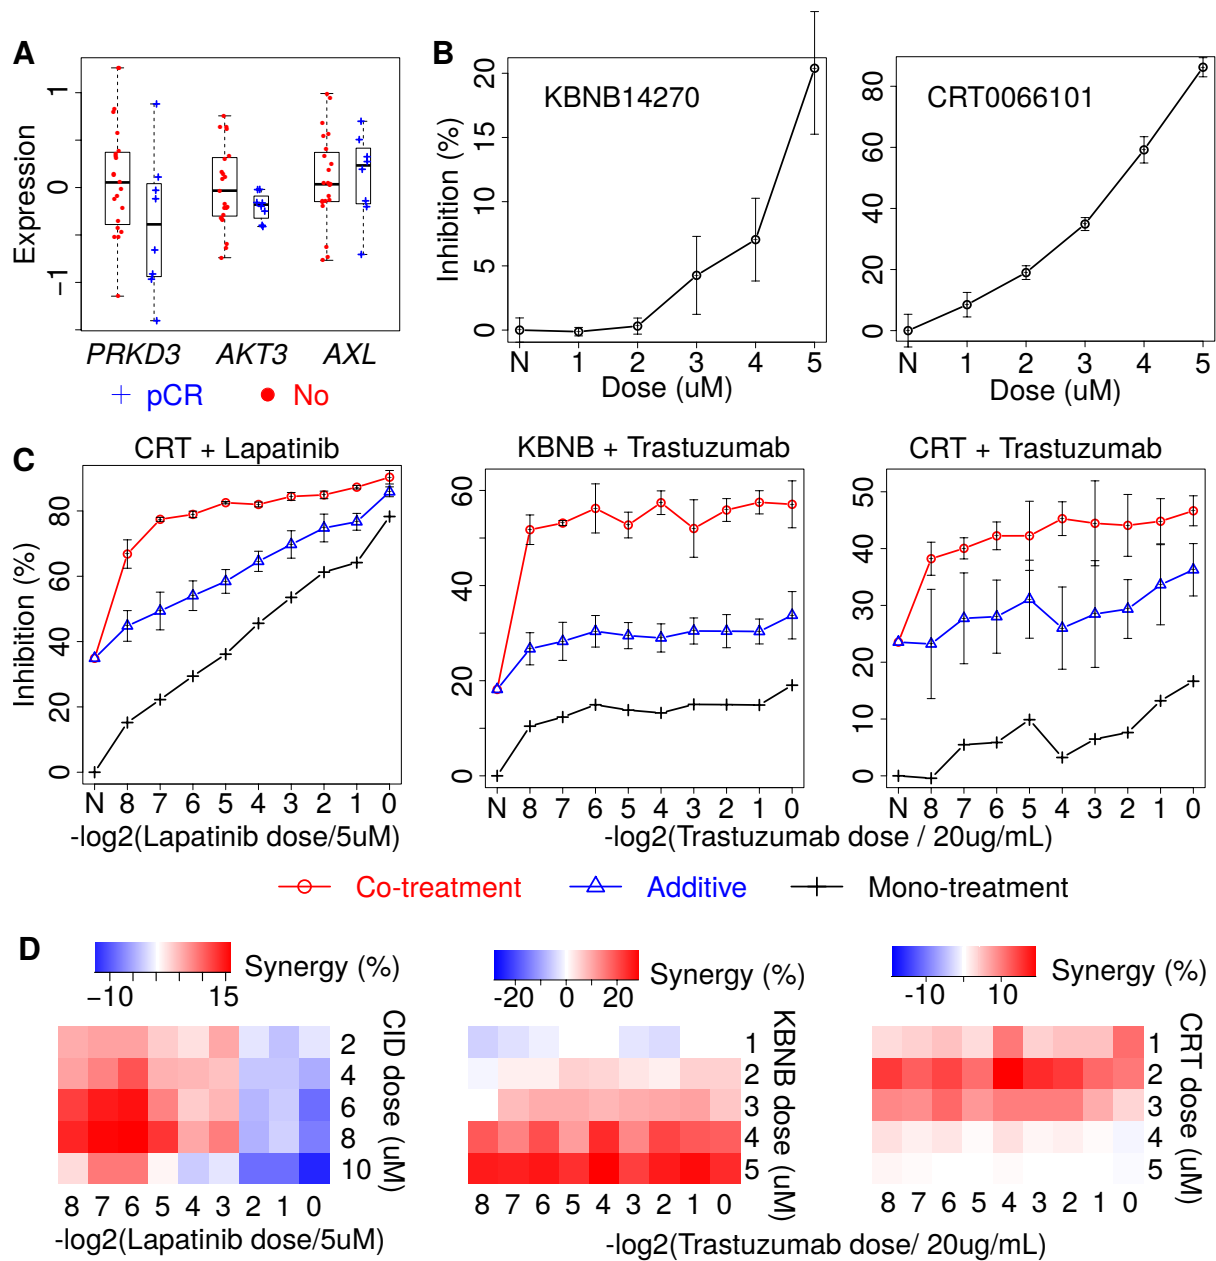 A
Expression
1
0
−1
PRKD3 AKT3 AXL
+ pCR ● No
B
Inhibition (%)
20
15
10
5
0
KBNB14270
N 1 2 3 4 5
Dose (uM)
80
60
40
20
0
CRT0066101
N 1 2 3 4 5
Dose (uM)
C
CRT + Lapatinib
Inhibition (%)
80
60
40
20
0
N 8 7 6 5 4 3 2 1 0
-log2(Lapatinib dose/5uM)
KBNB + Trastuzumab
60
40
20
0
N 8 7 6 5 4 3 2 1 0
CRT + Trastuzumab
50
40
30
20
10
0
N 8 7 6 5 4 3 2 1 0
-log2(Trastuzumab dose / 20ug/mL)
Co-treatment Additive Mono-treatment
D
Synergy (%)
−10 15
CID dose (uM)
2
4
6
8
10
8 7 6 5 4 3 2 1 0
-log2(Lapatinib dose/5uM)
Synergy (%)
-20 0 20
KBNB dose (uM)
1
2
3
4
5
8 7 6 5 4 3 2 1 0
Synergy (%)
-10 10
CRT dose (uM)
1
2
3
4
5
8 7 6 5 4 3 2 1 0
-log2(Trastuzumab dose/ 20ug/mL)